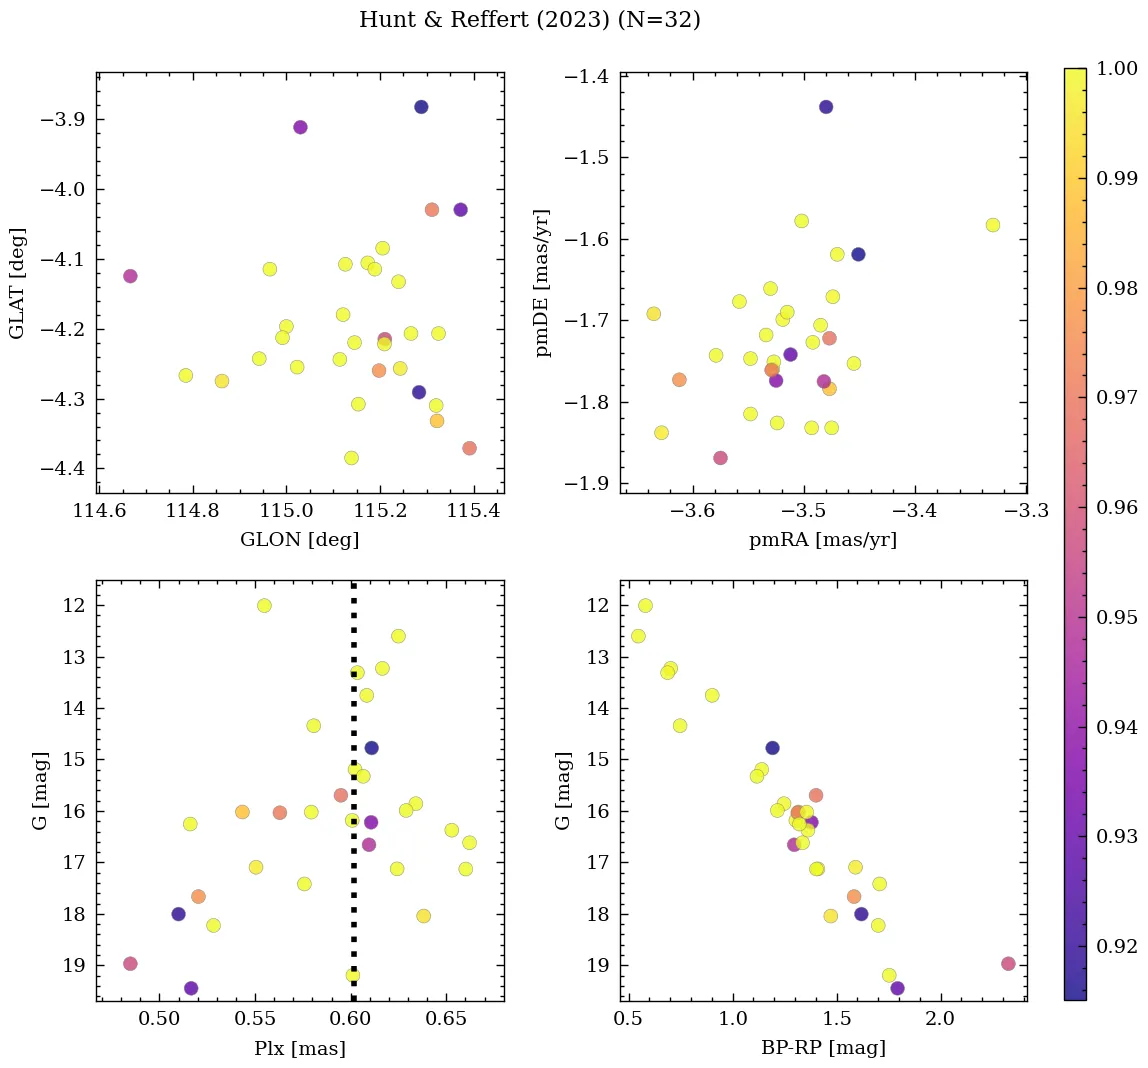 Hunt & Reffert (2023) (N=32)
−3.9
−4.0
−4.1
−4.2
−4.3
−4.4
GLAT [deg]
114.6 114.8 115.0 115.2 115.4
GLON [deg]
−1.4
−1.5
−1.6
−1.7
−1.8
−1.9
pmDE [mas/yr]
−3.6 −3.5 −3.4 −3.3
pmRA [mas/yr]
12
13
14
15
16
17
18
19
G [mag]
0.50 0.55 0.60 0.65
Plx [mas]
12
13
14
15
16
17
18
19
G [mag]
0.5 1.0 1.5 2.0
BP-RP [mag]
1.00
0.99
0.98
0.97
0.96
0.95
0.94
0.93
0.92